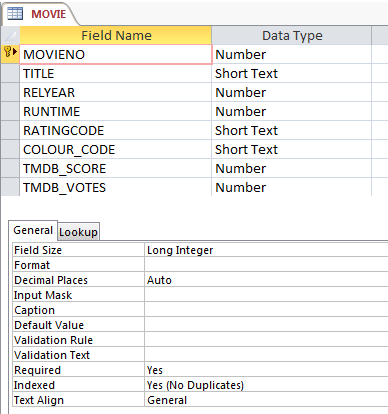 MOVIE
Field Name Data Type
MOVIENO Number
TITLE Short Text
RELYEAR Number
RUNTIME Number
RATINGCODE Short Text
COLOUR_CODE Short Text
TMDB_SCORE Number
TMDB_VOTES Number
General Lookup
Field Size Long Integer
Format
Decimal Places Auto
Input Mask
Caption
Default Value
Validation Rule
Validation Text
Required Yes
Indexed Yes (No Duplicates)
Text Align General